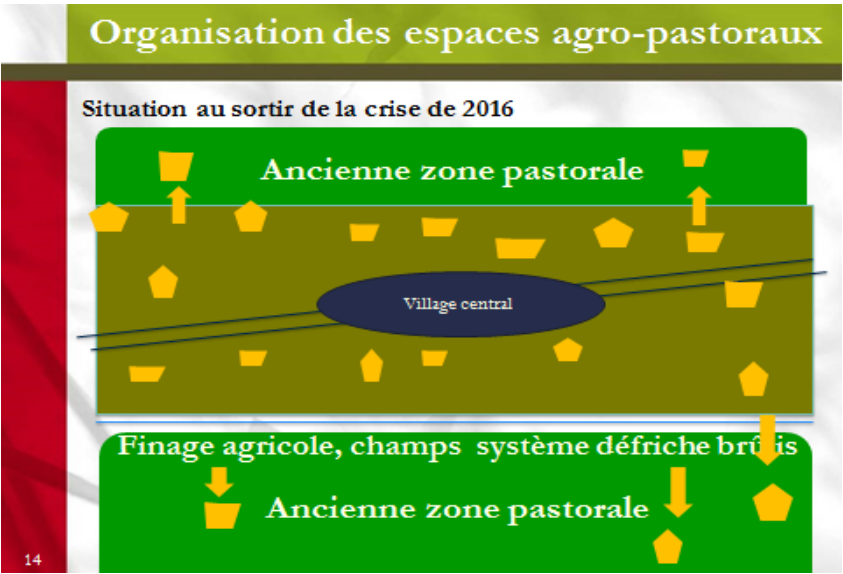 Organisation des espaces agro-pastoraux
Situation au sortir de la crise de 2016
Ancienne zone pastorale
Village central
Finage agricole, champs système défriche brûlis
Ancienne zone pastorale
14